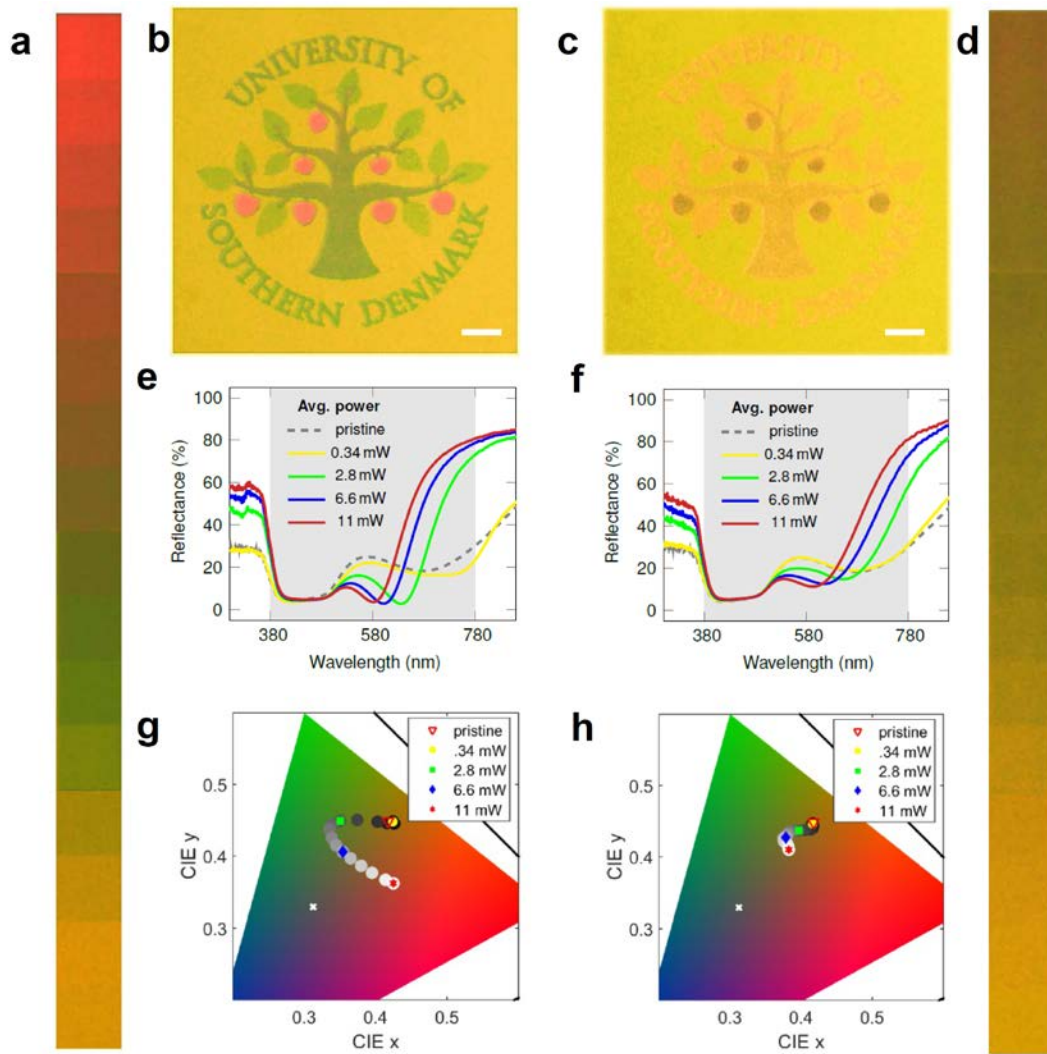 a
b
c
d
UNIVERSITY OF
SOUTHERN DENMARK
UNIVERSITY OF
SOUTHERN DENMARK
e
100
80
60
40
20
0
Reflectance (%)
Avg. power
pristine
0.34 mW
2.8 mW
6.6 mW
11 mW
380
580
780
Wavelength (nm)
f
100
80
60
40
20
0
Reflectance (%)
Avg. power
pristine
0.34 mW
2.8 mW
6.6 mW
11 mW
380
580
780
Wavelength (nm)
g
pristine
.34 mW
2.8 mW
6.6 mW
11 mW
0.5
0.4
0.3
CIE y
0.3
0.4
0.5
CIE x
h
pristine
.34 mW
2.8 mW
6.6 mW
11 mW
0.5
0.4
0.3
CIE y
0.3
0.4
0.5
CIE x